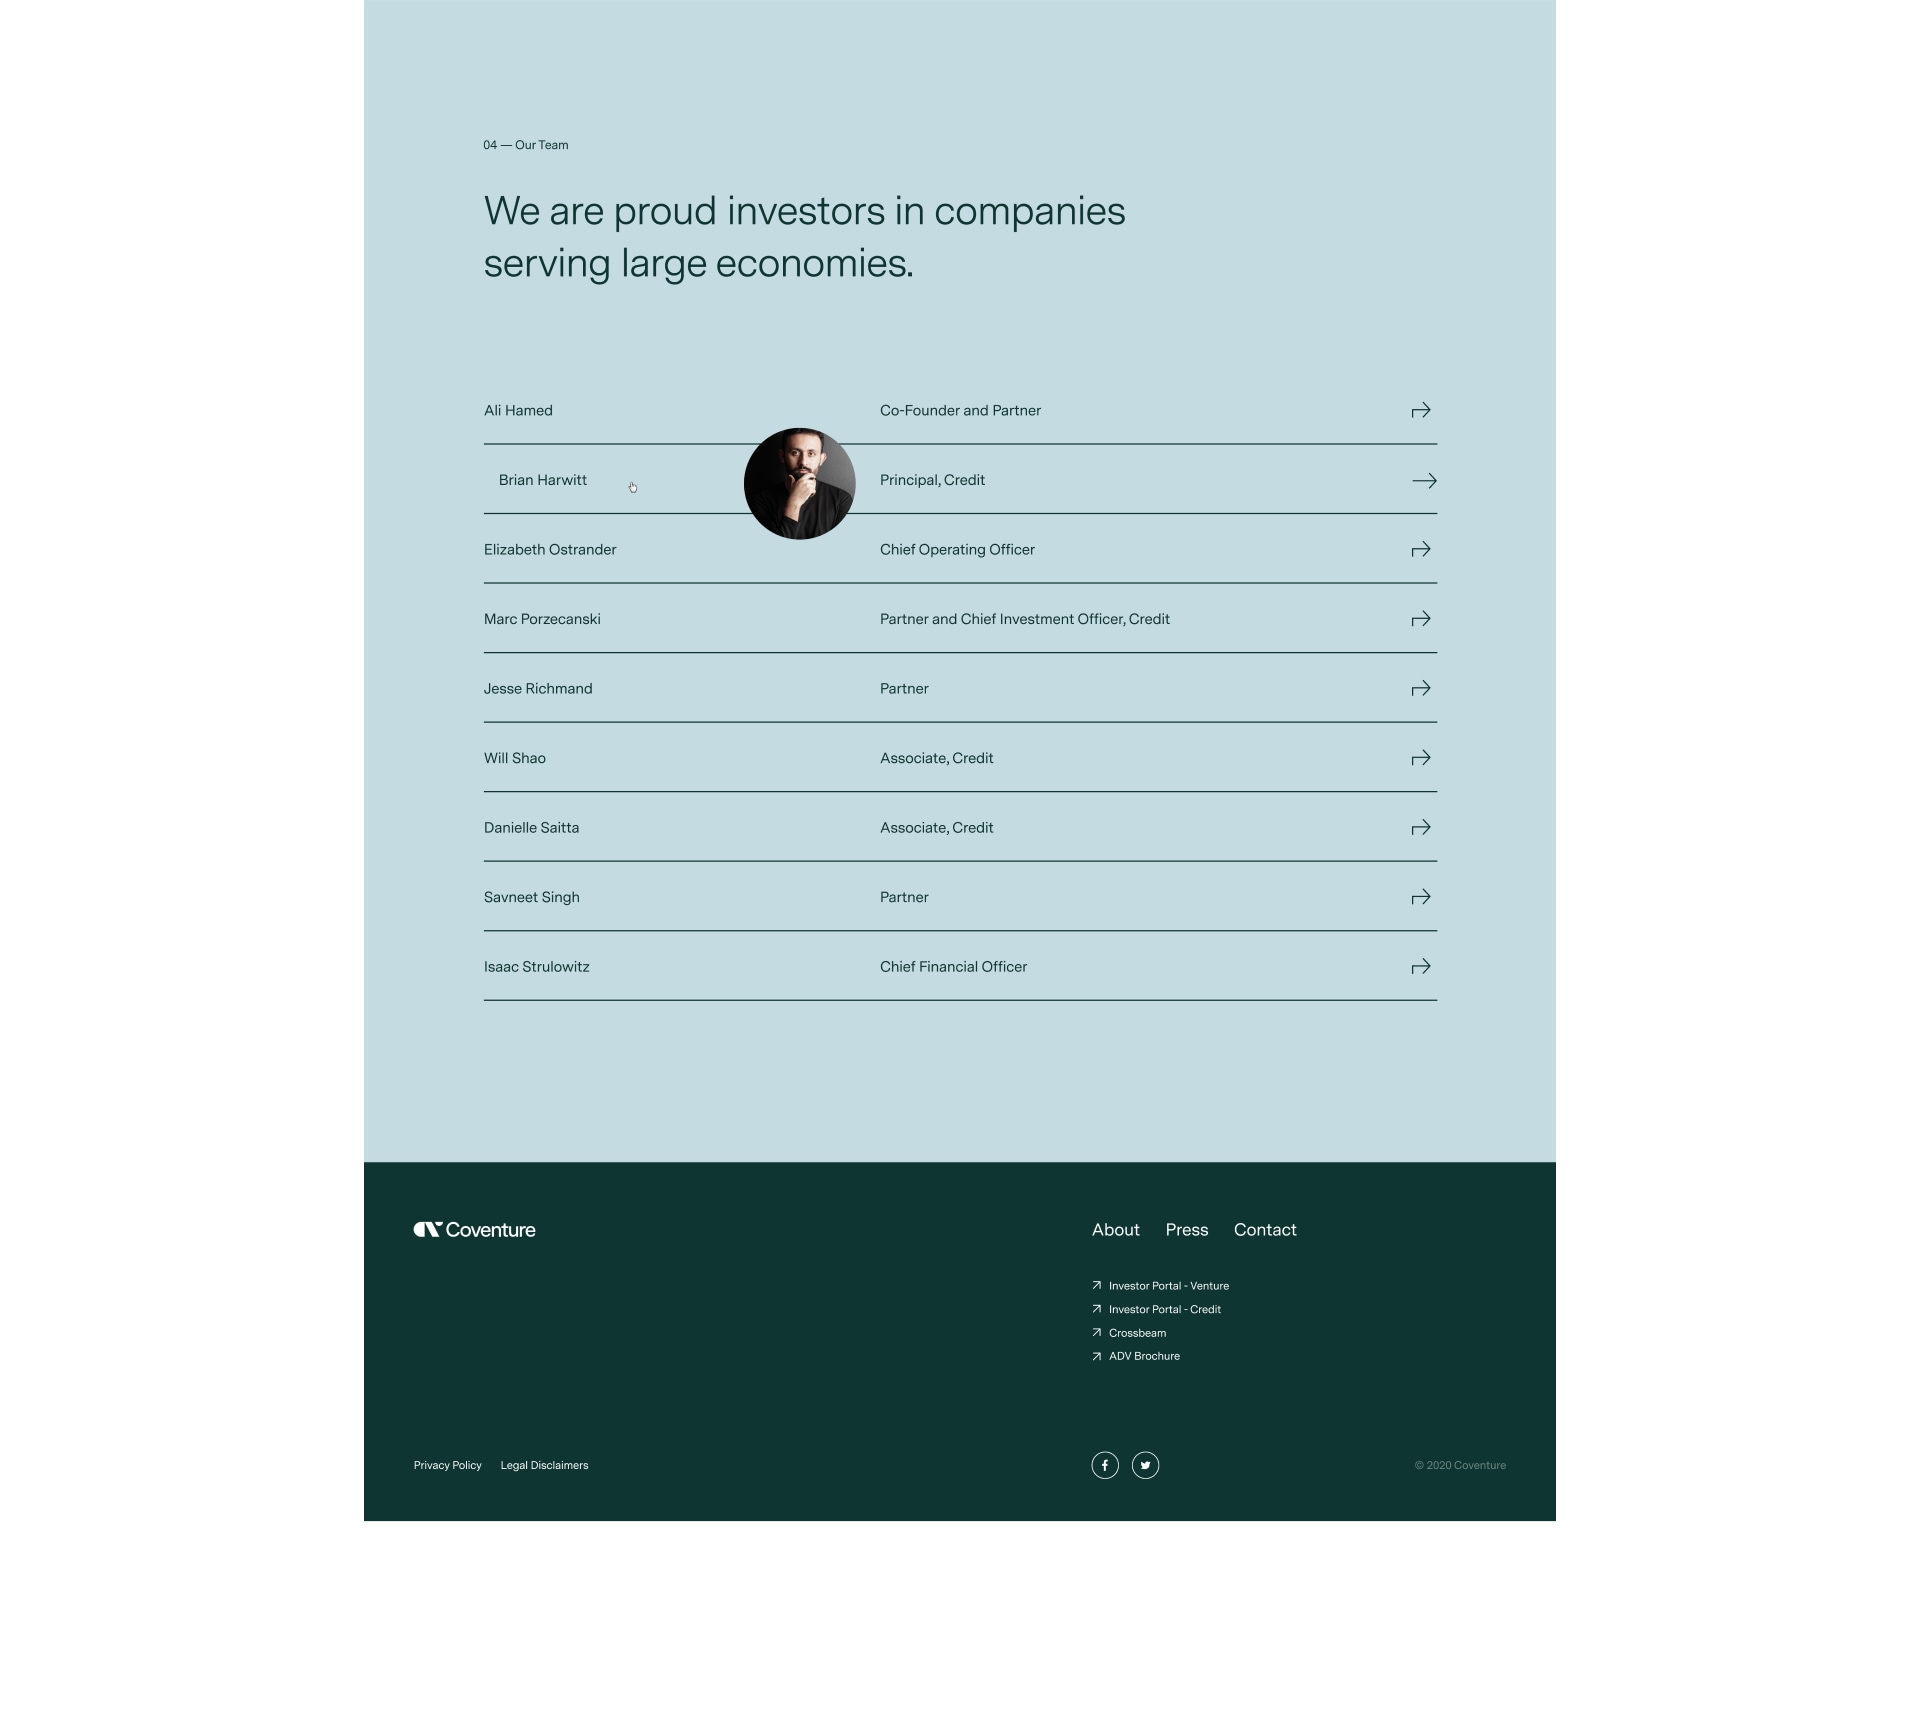 04 — Our Team
We are proud investors in companies
serving large economies.
Ali Hamed Co-Founder and Partner
Brian Harwitt Principal, Credit
Elizabeth Ostrander Chief Operating Officer
Marc Porzecanski Partner and Chief Investment Officer, Credit
Jesse Richmand Partner
Will Shao Associate, Credit
Danielle Saitta Associate, Credit
Savneet Singh Partner
Isaac Strulowitz Chief Financial Officer
Coventure
About Press Contact
Investor Portal - Venture
Investor Portal - Credit
Crossbeam
ADV Brochure
Privacy Policy Legal Disclaimers
© 2020 Coventure